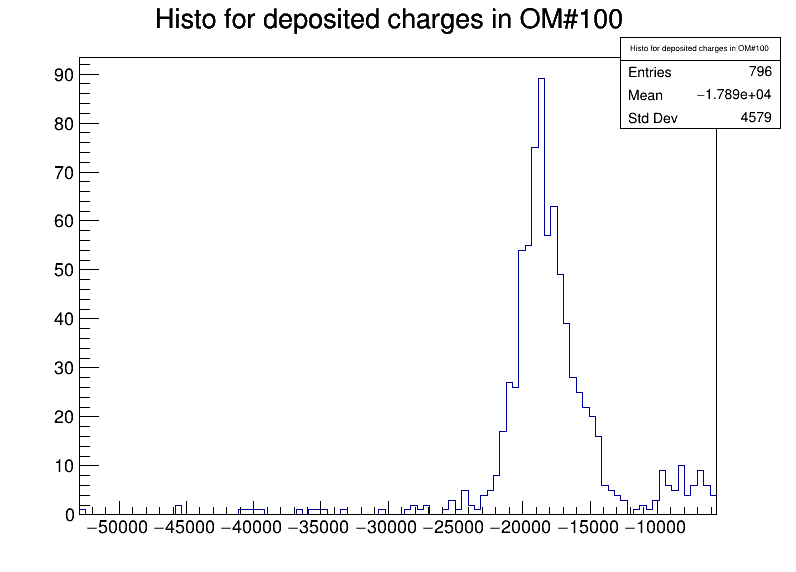 Histo for deposited charges in OM#100
Histo for deposited charges in OM#100
Entries 796
Mean −1.789e+04
Std Dev 4579
90
80
70
60
50
40
30
20
10
0
−50000 −45000 −40000 −35000 −30000 −25000 −20000 −15000 −10000